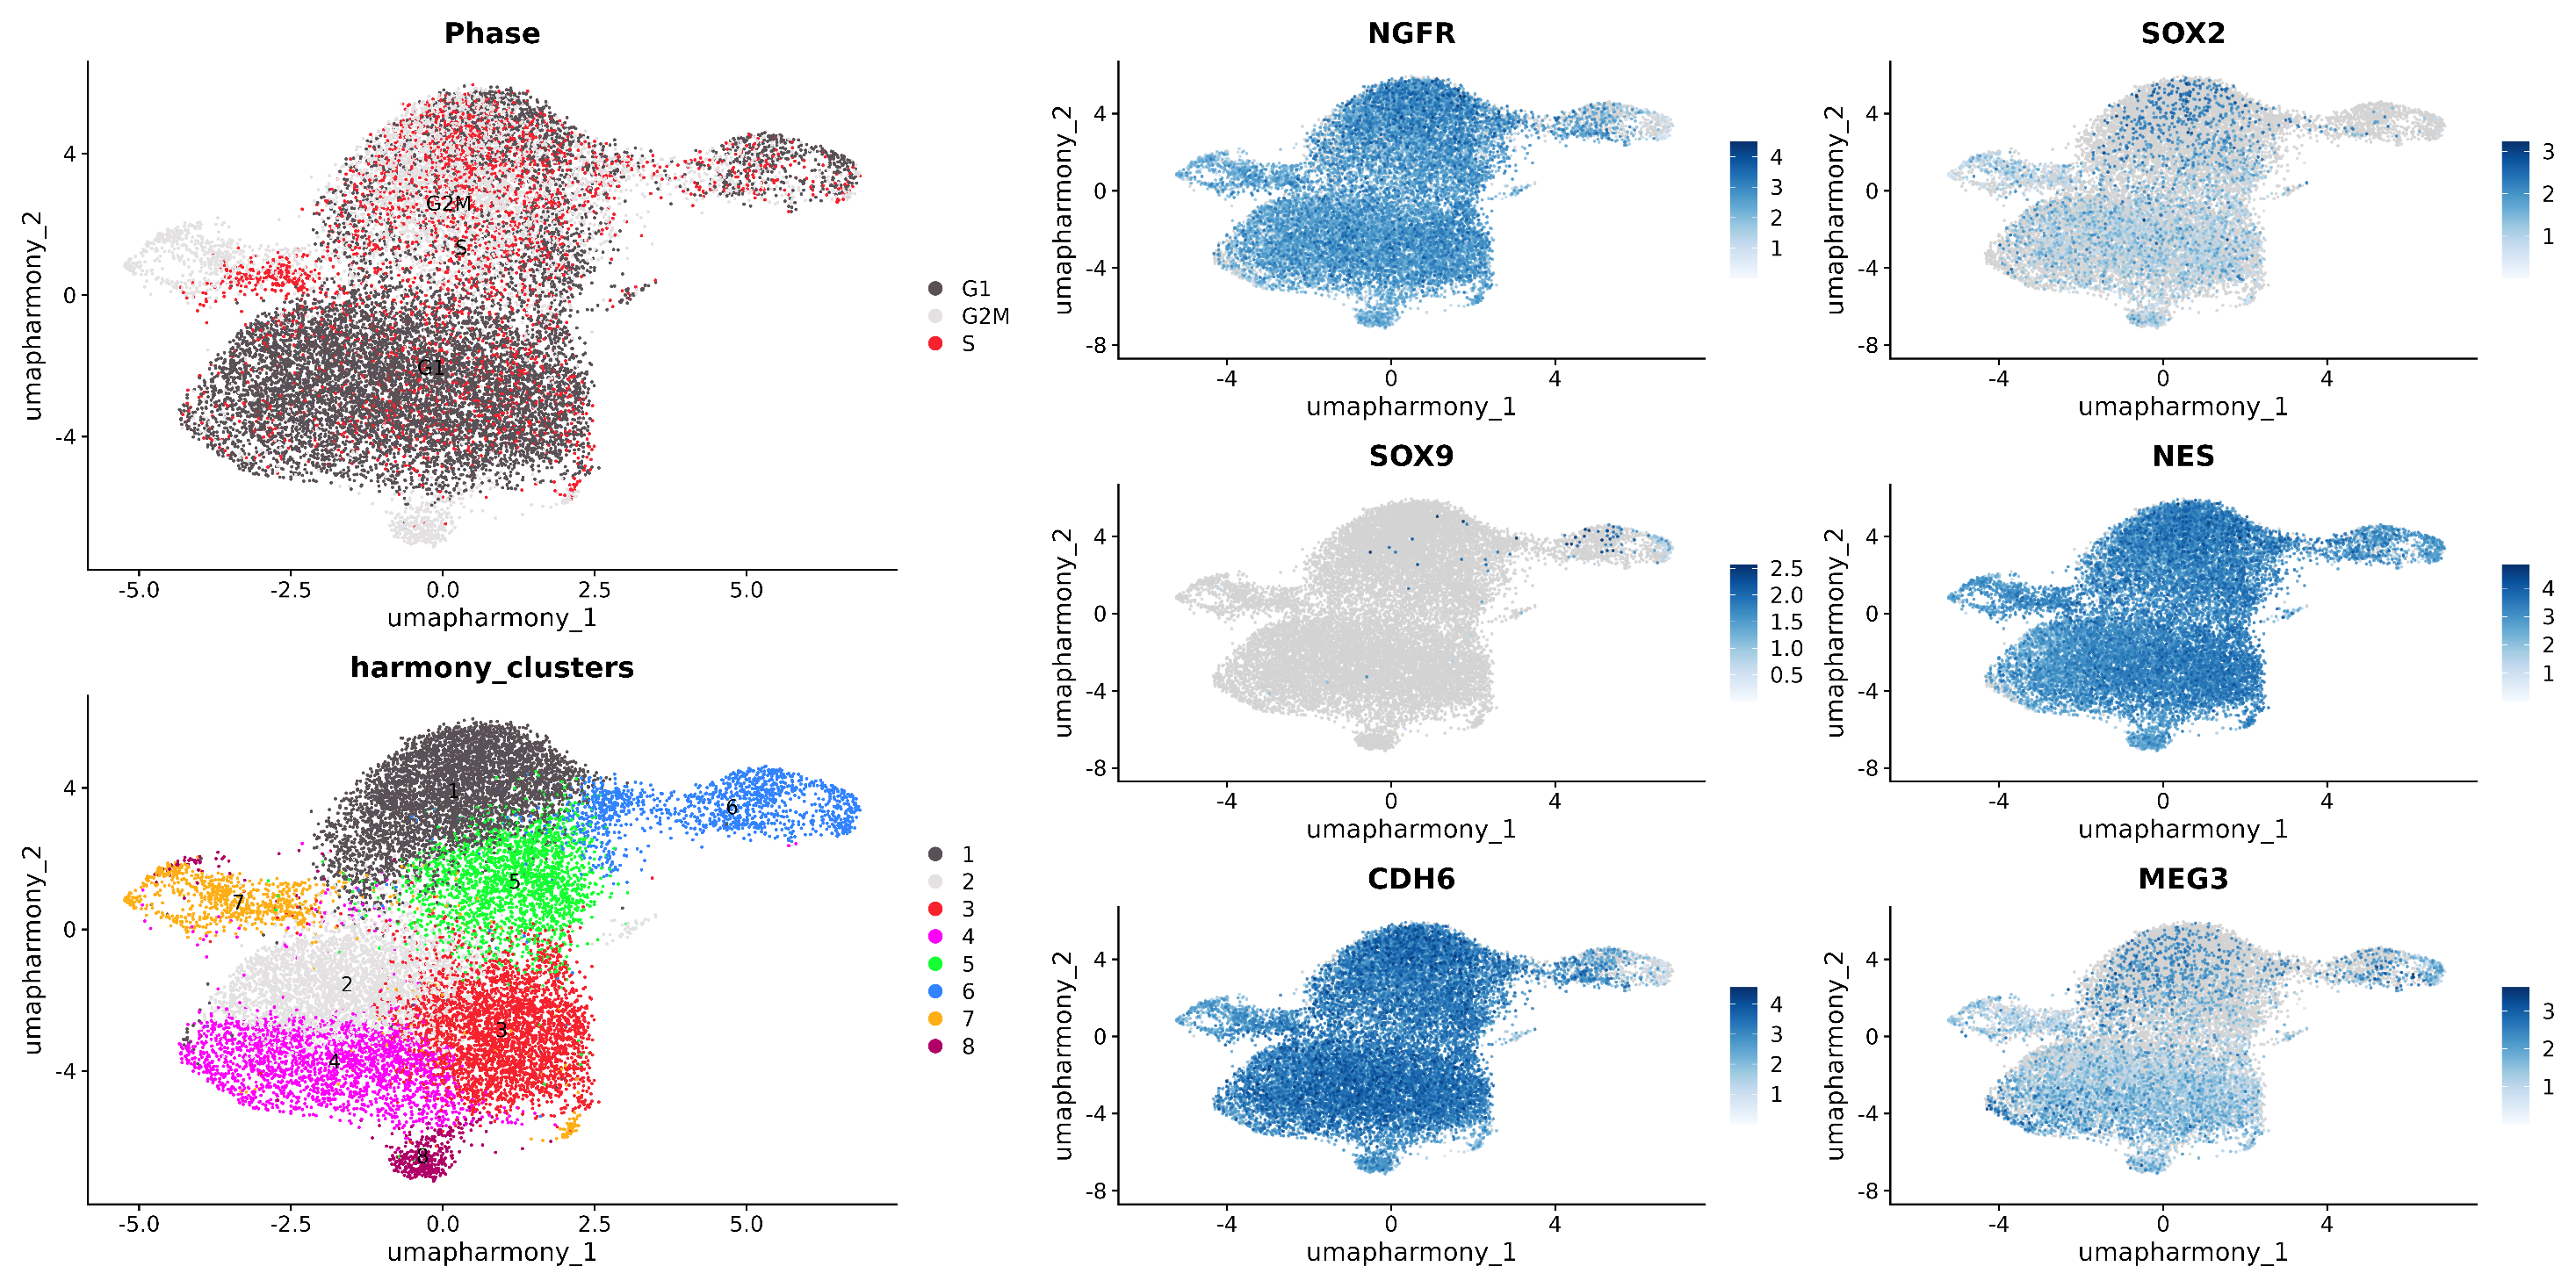 Phase
4
0
-4
-5.0 -2.5 0.0 2.5 5.0
umapharmony_1
umapharmony_2
G2M
S
G1
G1
G2M
S
harmony_clusters
4
0
-4
-5.0 -2.5 0.0 2.5 5.0
umapharmony_1
umapharmony_2
1
6
5
7
2
3
4
8
1
2
3
4
5
6
7
8
NGFR
4
0
-4
-8
-4 0 4
umapharmony_1
umapharmony_2
4
3
2
1
SOX2
4
0
-4
-8
-4 0 4
umapharmony_1
umapharmony_2
3
2
1
SOX9
4
0
-4
-8
-4 0 4
umapharmony_1
umapharmony_2
2.5
2.0
1.5
1.0
0.5
NES
4
0
-4
-8
-4 0 4
umapharmony_1
umapharmony_2
4
3
2
1
CDH6
4
0
-4
-8
-4 0 4
umapharmony_1
umapharmony_2
4
3
2
1
MEG3
4
0
-4
-8
-4 0 4
umapharmony_1
umapharmony_2
3
2
1